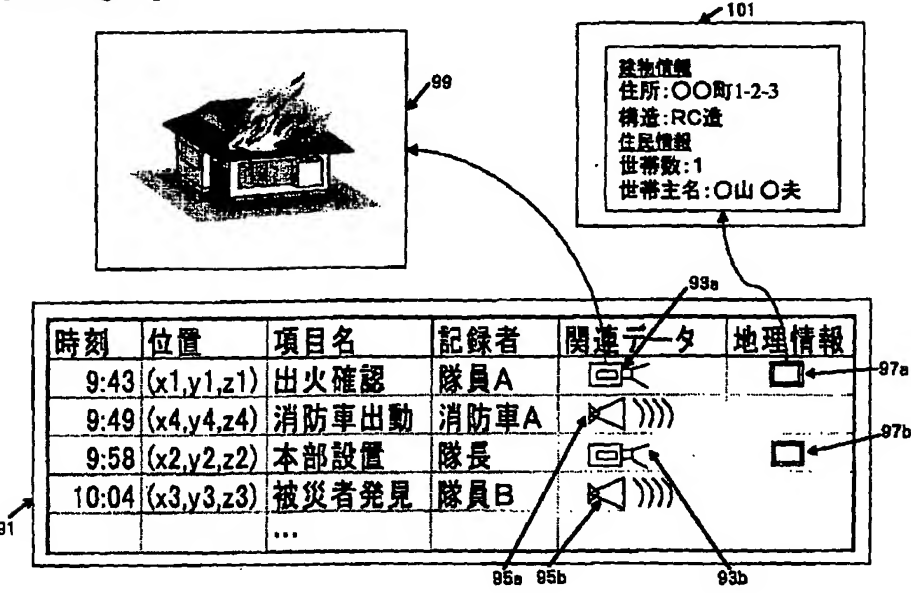 101
99
建物情報
住所:〇〇町1-2-3
構造:RC造
住民情報
世帯数:1
世帯主名:〇山 〇夫
93a
時刻 位置 項目名 記録者 関連データ 地理情報
9:43 (x1,y1,z1) 出火確認 隊員A
97a
9:49 (x4,y4,z4) 消防車出動 消防車A
97b
9:58 (x2,y2,z2) 本部設置 隊長
10:04 (x3,y3,z3) 被災者発見 隊員B
91
...
95a 95b 93b